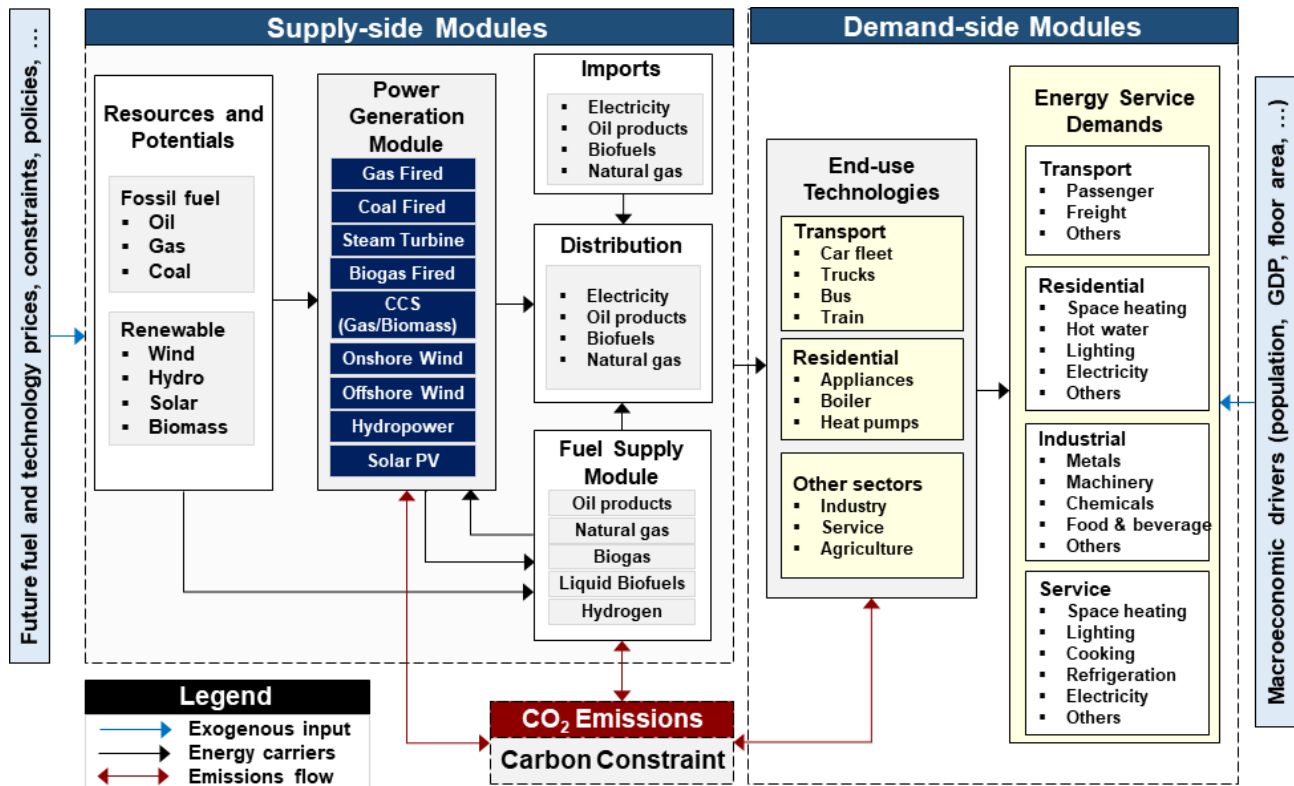 Future fuel and technology prices, constraints, policies, …
Supply-side Modules
Resources and
Potentials
Fossil fuel
▪ Oil
▪ Gas
▪ Coal
Renewable
▪ Wind
▪ Hydro
▪ Solar
▪ Biomass
Power
Generation
Module
Gas Fired
Coal Fired
Steam Turbine
Biogas Fired
CCS
(Gas/Biomass)
Onshore Wind
Offshore Wind
Hydropower
Solar PV
Imports
▪ Electricity
▪ Oil products
▪ Biofuels
▪ Natural gas
Distribution
▪ Electricity
▪ Oil products
▪ Biofuels
▪ Natural gas
Fuel Supply
Module
Oil products
Natural gas
Biogas
Liquid Biofuels
Hydrogen
Demand-side Modules
End-use
Technologies
Transport
▪ Car fleet
▪ Trucks
▪ Bus
▪ Train
Residential
▪ Appliances
▪ Boiler
▪ Heat pumps
Other sectors
▪ Industry
▪ Service
▪ Agriculture
Energy Service
Demands
Transport
▪ Passenger
▪ Freight
▪ Others
Residential
▪ Space heating
▪ Hot water
▪ Lighting
▪ Electricity
▪ Others
Industrial
▪ Metals
▪ Machinery
▪ Chemicals
▪ Food & beverage
▪ Others
Service
▪ Space heating
▪ Lighting
▪ Cooking
▪ Refrigeration
▪ Electricity
▪ Others
Macroeconomic drivers (population, GDP, floor area, …)
Legend
Exogenous input
Energy carriers
Emissions flow
CO₂ Emissions
Carbon Constraint